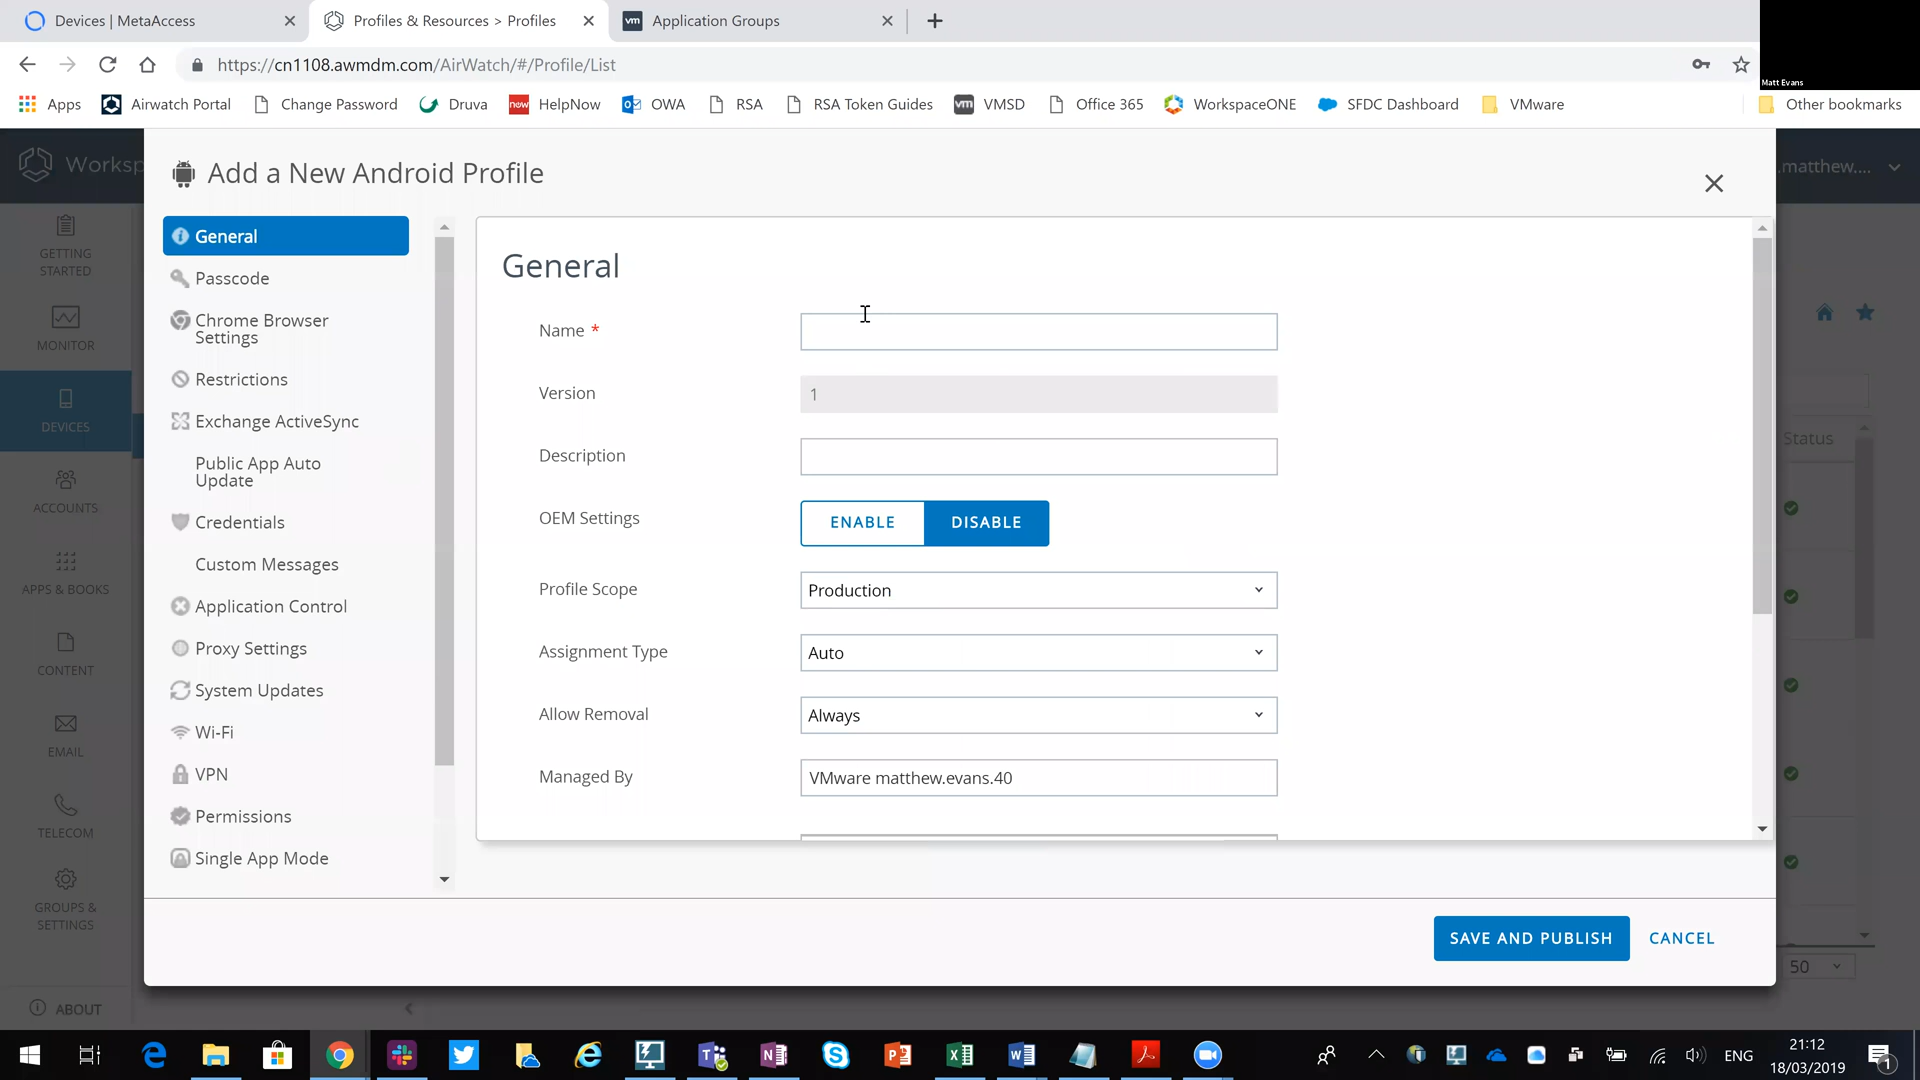 Devices | MetaAccess
Profiles & Resources > Profiles
vm Application Groups
https://cn1108.awmdm.com/AirWatch/#/Profile/List
Matt Evans
Apps
Airwatch Portal
Change Password
Druva
new HelpNow
OWA
RSA
RSA Token Guides
vm VMSD
Office 365
WorkspaceONE
SFDC Dashboard
VMware
Other bookmarks
Worksp
.matthew....
Add a New Android Profile
GETTING
STARTED
MONITOR
DEVICES
ACCOUNTS
APPS & BOOKS
CONTENT
EMAIL
TELECOM
GROUPS &
SETTINGS
ABOUT
General
Passcode
Chrome Browser
Settings
Restrictions
Exchange ActiveSync
Public App Auto
Update
Credentials
Custom Messages
Application Control
Proxy Settings
System Updates
Wi-Fi
VPN
Permissions
Single App Mode
General
Name *
Version
1
Description
OEM Settings
ENABLE
DISABLE
Profile Scope
Production
Assignment Type
Auto
Allow Removal
Always
Managed By
VMware matthew.evans.40
Status
50
SAVE AND PUBLISH
CANCEL
ENG
21:12
18/03/2019
1